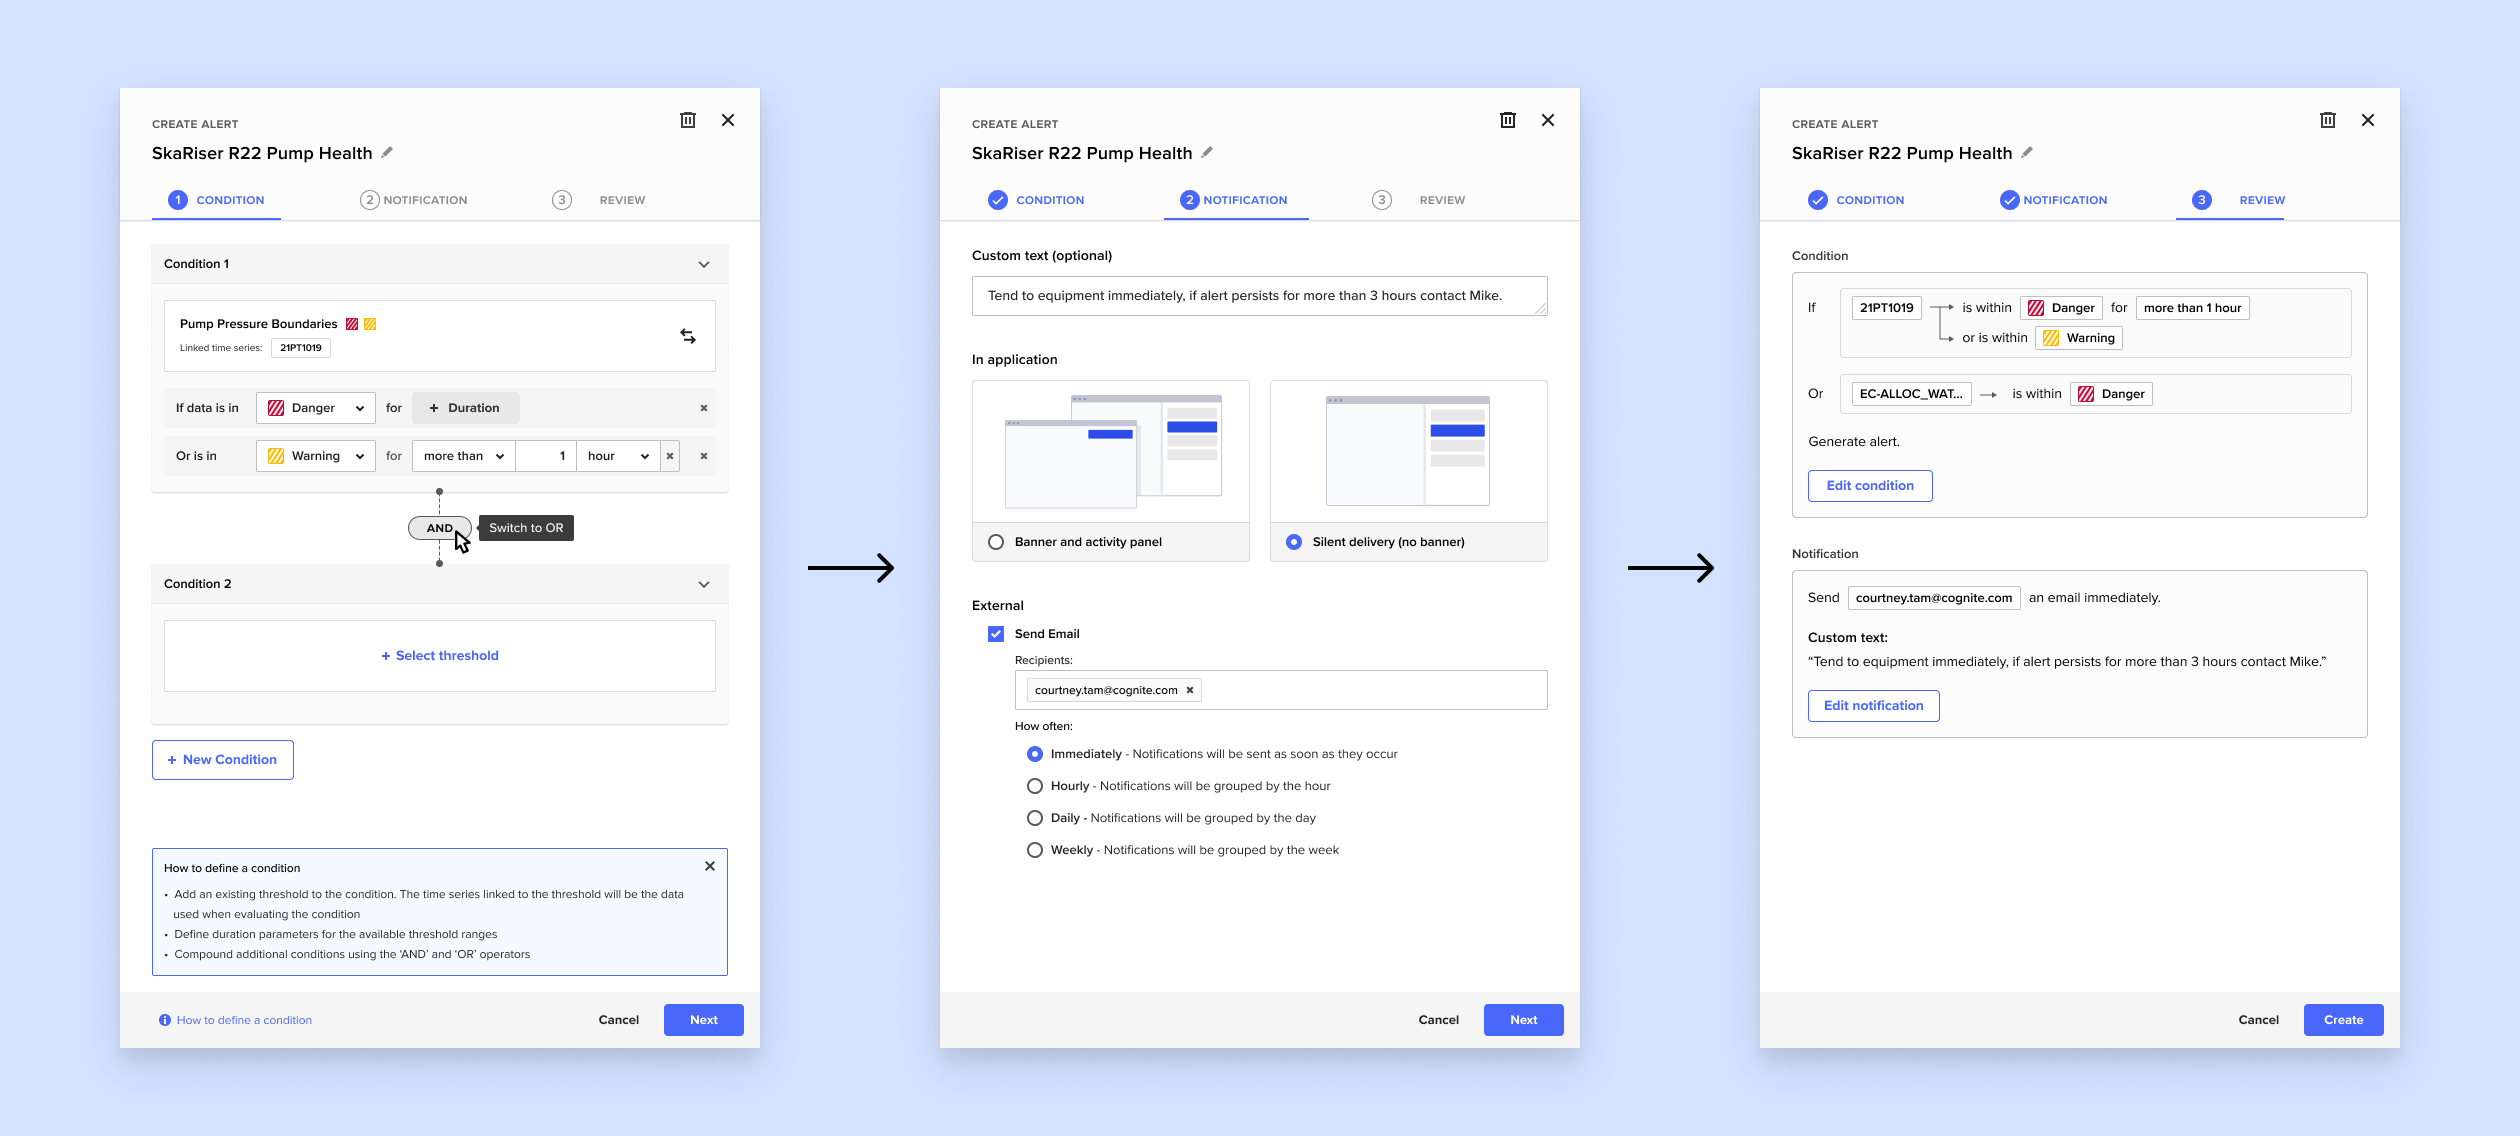 CREATE ALERT
SkaRiser R22 Pump Health
1 CONDITION 2 NOTIFICATION 3 REVIEW
Condition 1
Pump Pressure Boundaries
Linked time series: 21PT1019
If data is in Danger for + Duration
Or is in Warning for more than 1 hour
AND Switch to OR
Condition 2
+ Select threshold
+ New Condition
How to define a condition
• Add an existing threshold to the condition. The time series linked to the threshold will be the data
used when evaluating the condition
• Define duration parameters for the available threshold ranges
• Compound additional conditions using the ‘AND’ and ‘OR’ operators
How to define a condition Cancel Next
CREATE ALERT
SkaRiser R22 Pump Health
CONDITION 2 NOTIFICATION 3 REVIEW
Custom text (optional)
Tend to equipment immediately, if alert persists for more than 3 hours contact Mike.
In application
Banner and activity panel Silent delivery (no banner)
External
Send Email
Recipients:
courtney.tam@cognite.com
How often:
Immediately - Notifications will be sent as soon as they occur
Hourly - Notifications will be grouped by the hour
Daily - Notifications will be grouped by the day
Weekly - Notifications will be grouped by the week
Cancel Next
CREATE ALERT
SkaRiser R22 Pump Health
CONDITION NOTIFICATION 3 REVIEW
Condition
If 21PT1019 is within Danger for more than 1 hour
or is within Warning
Or EC-ALLOC_WAT... is within Danger
Generate alert.
Edit condition
Notification
Send courtney.tam@cognite.com an email immediately.
Custom text:
“Tend to equipment immediately, if alert persists for more than 3 hours contact Mike.”
Edit notification
Cancel Create